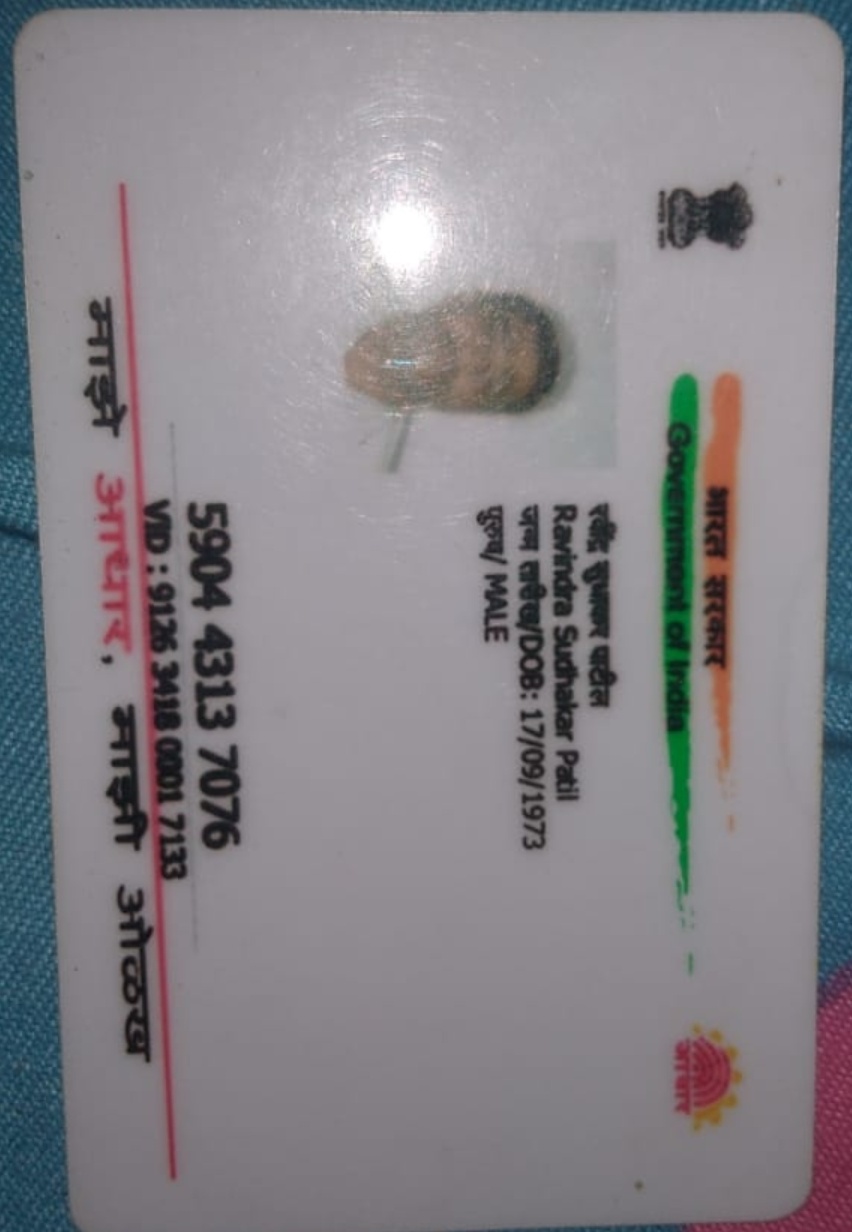 भारत सरकार
Government of India
रवींद्र सुधाकर पाटील
Ravindra Sudhakar Patil
जन्म तारीख/DOB: 17/09/1973
पुरुष/ MALE
5904 4313 7076
VID : 9126 3418 0001 7133
माझे आधार, माझी ओळख
आधार